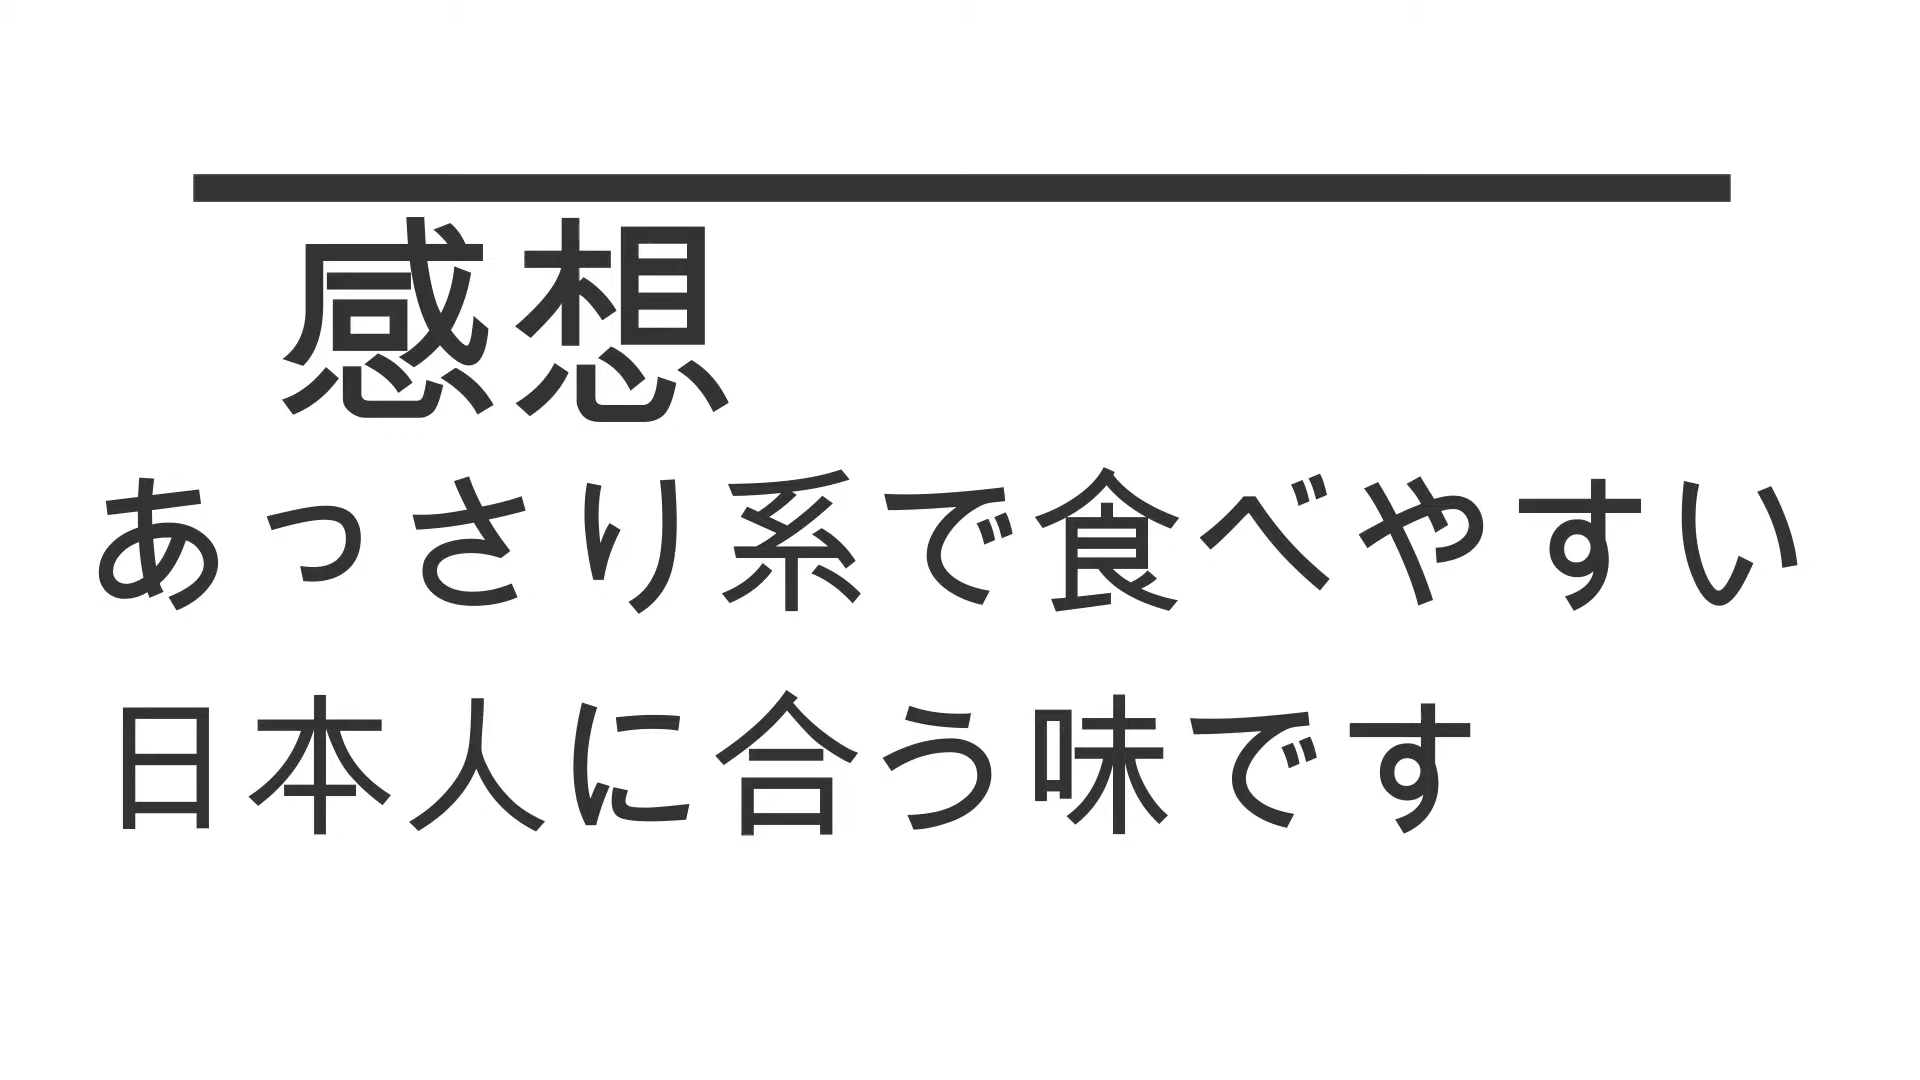 感想
あっさり系で食べやすい
日本人に合う味です